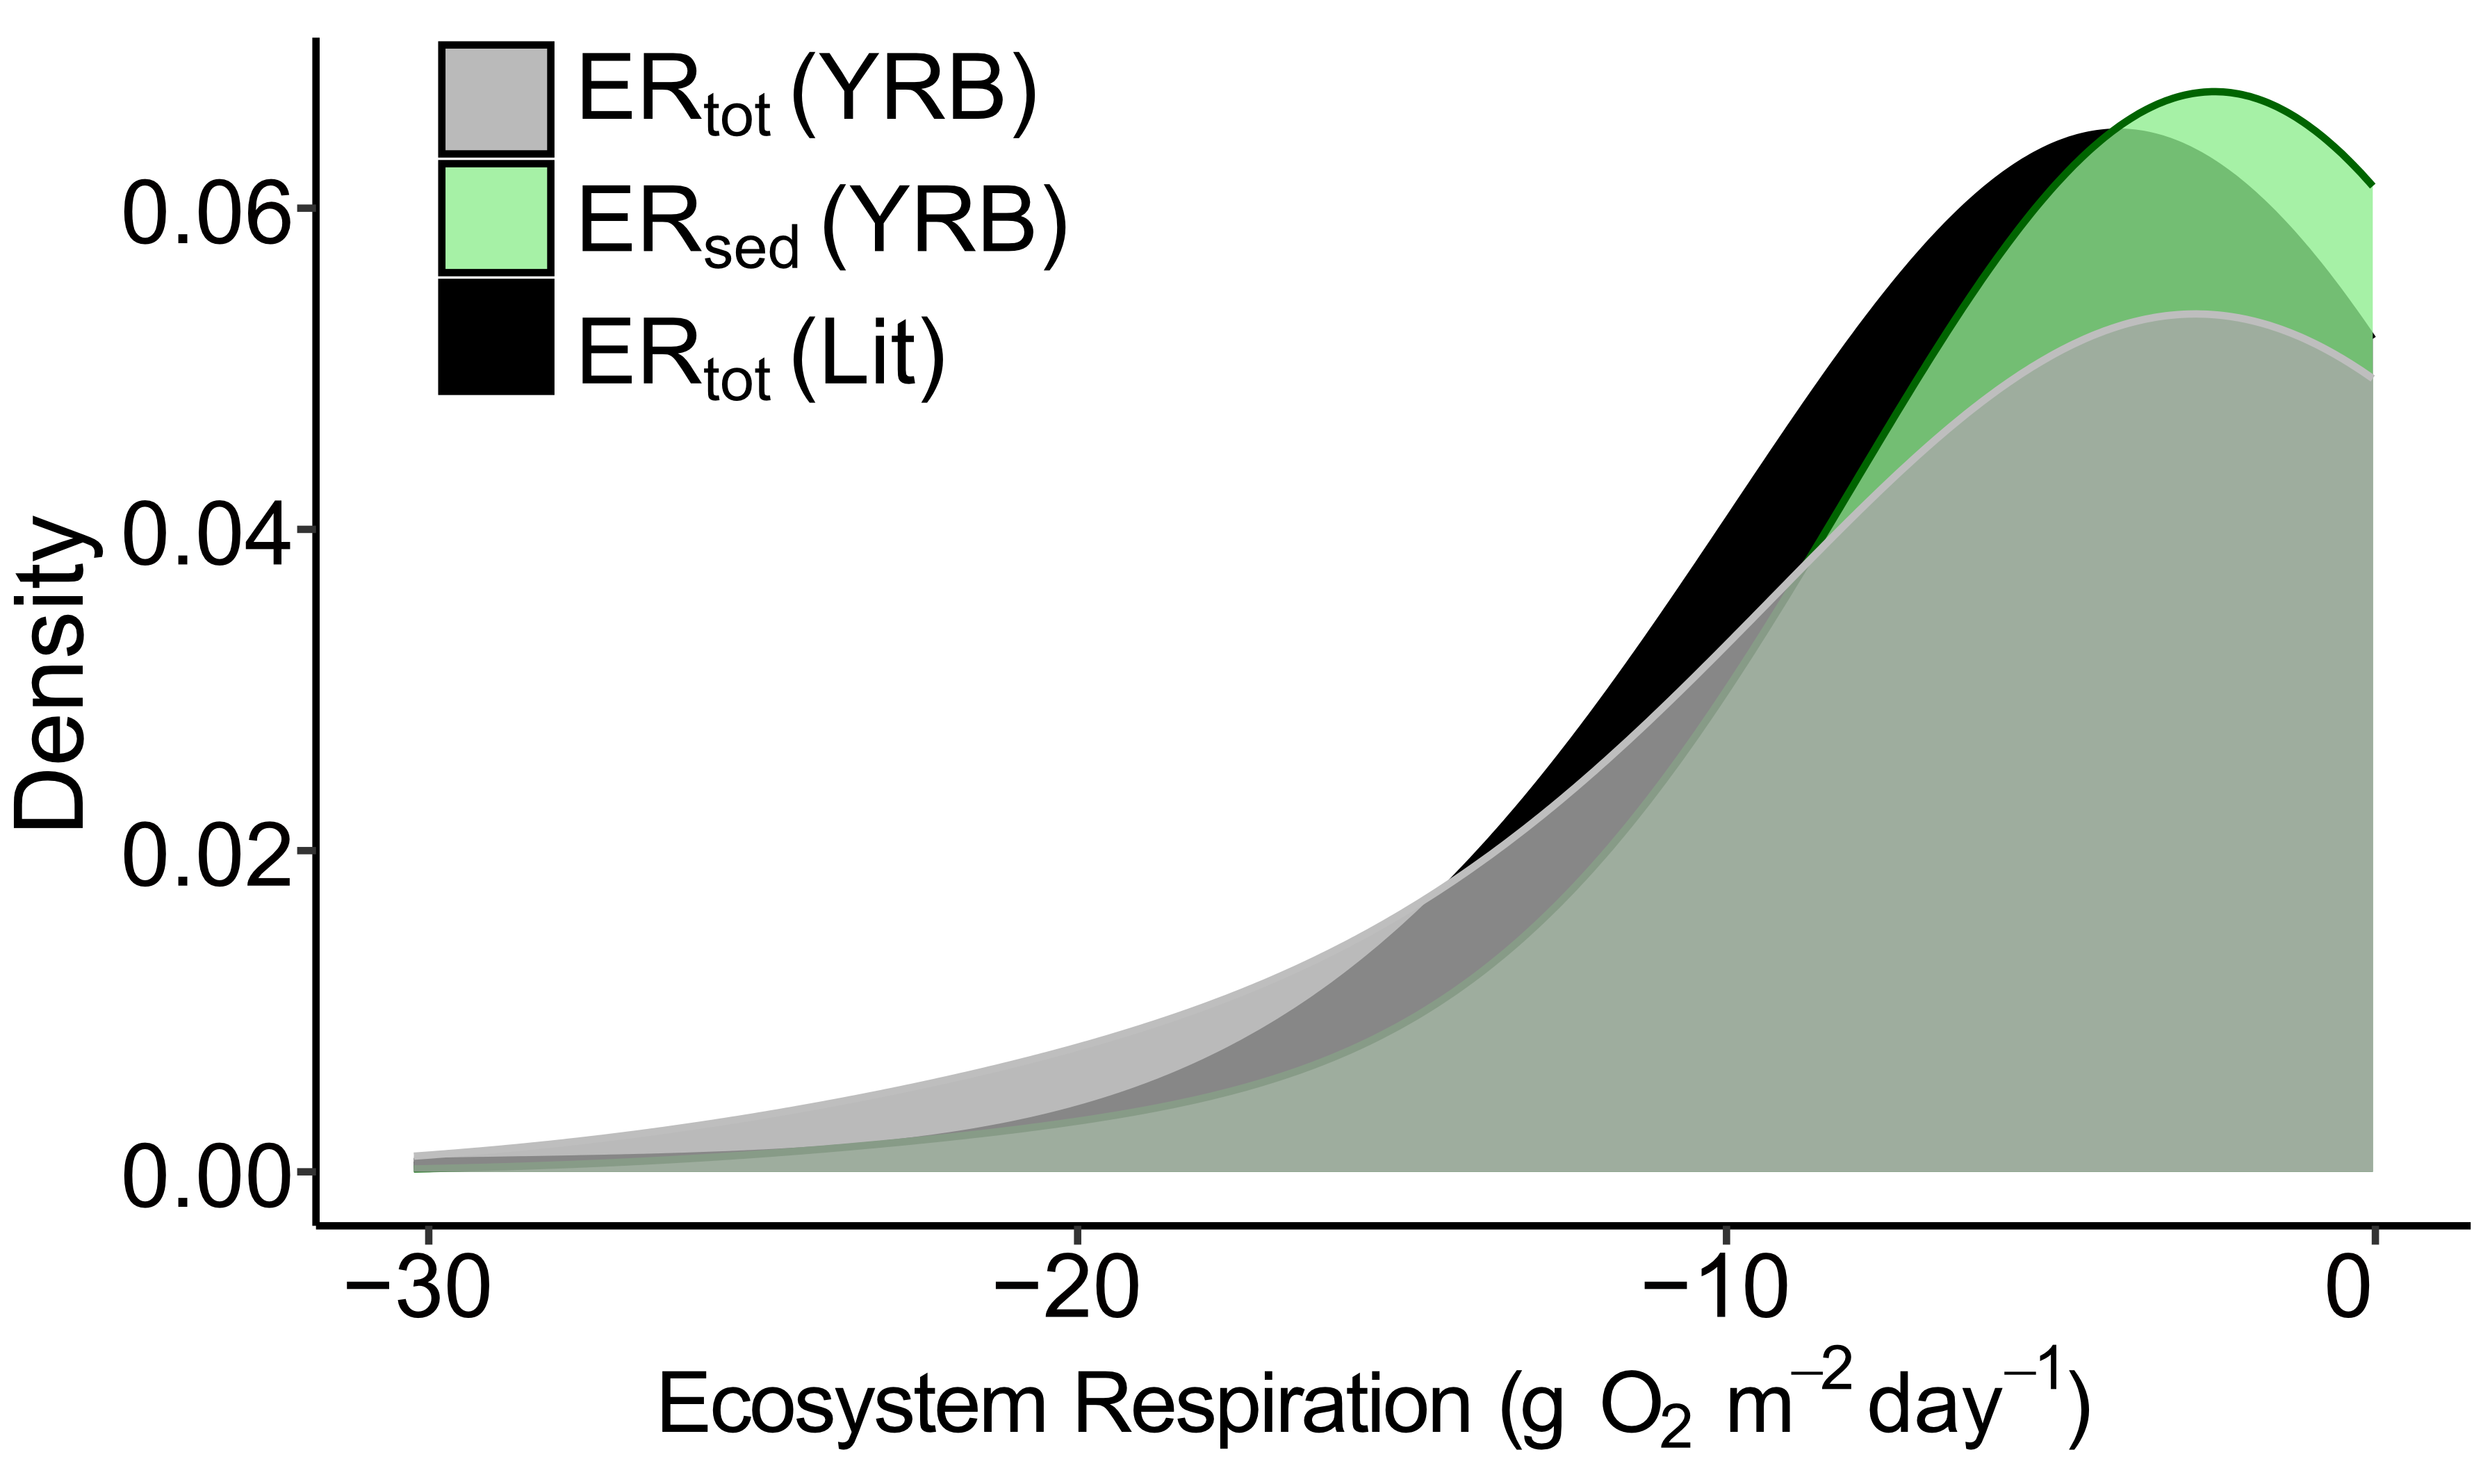 ERtot (YRB)
ERsed (YRB)
ERtot (Lit)
Density
0.06
0.04
0.02
0.00
−30 −20 −10 0
Ecosystem Respiration (g O2 m−2 day−1)